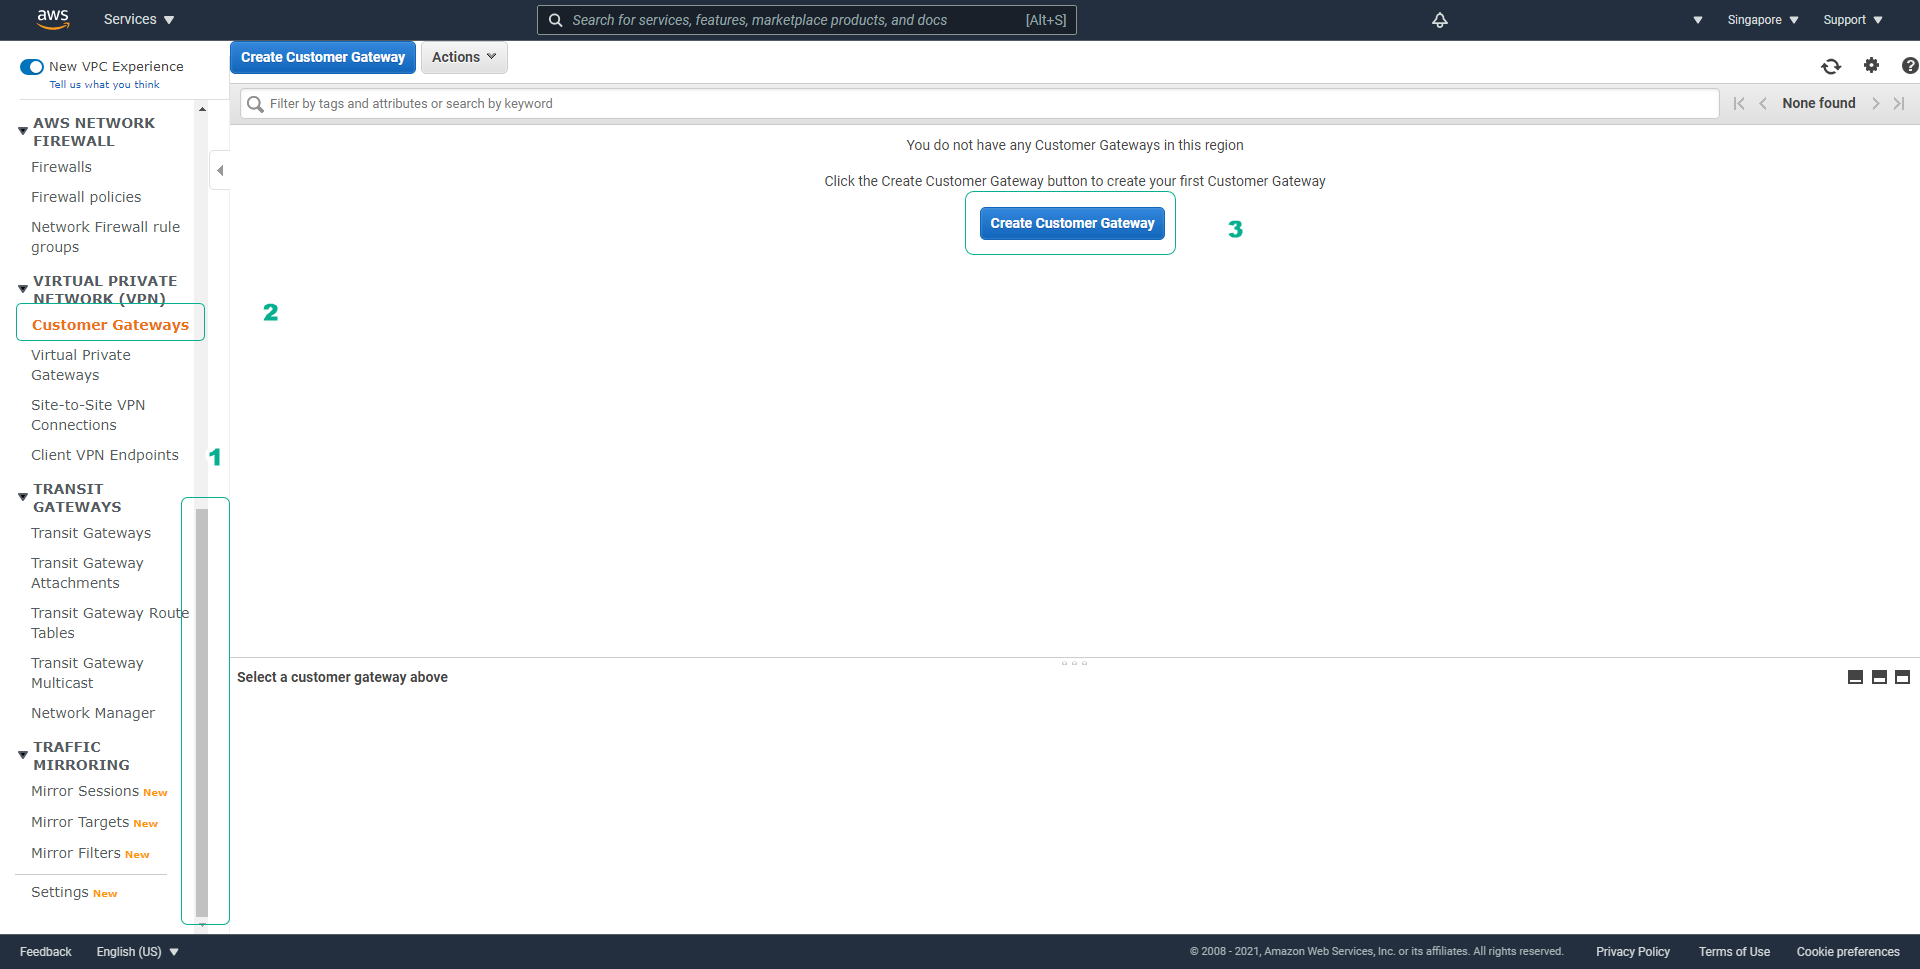 aws
Services
Search for services, features, marketplace products, and docs
[Alt+S]
Singapore
Support
New VPC Experience
Tell us what you think
AWS NETWORK
FIREWALL
Firewalls
Firewall policies
Network Firewall rule
groups
VIRTUAL PRIVATE
NETWORK (VPN)
Customer Gateways
Virtual Private
Gateways
Site-to-Site VPN
Connections
Client VPN Endpoints
1
TRANSIT
GATEWAYS
Transit Gateways
Transit Gateway
Attachments
Transit Gateway Route
Tables
Transit Gateway
Multicast
Network Manager
TRAFFIC
MIRRORING
Mirror Sessions New
Mirror Targets New
Mirror Filters New
Settings New
2
Create Customer Gateway
Actions
Filter by tags and attributes or search by keyword
None found
You do not have any Customer Gateways in this region
Click the Create Customer Gateway button to create your first Customer Gateway
Create Customer Gateway
3
Select a customer gateway above
Feedback
English (US)
© 2008 - 2021, Amazon Web Services, Inc. or its affiliates. All rights reserved.
Privacy Policy
Terms of Use
Cookie preferences